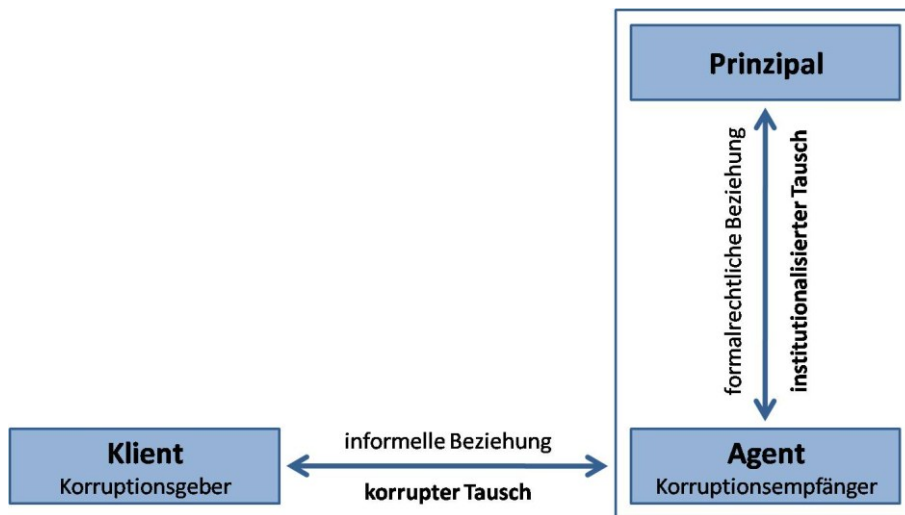 Prinzipal
formalrechtliche Beziehung
institutionalisierter Tausch
Klient
Korruptionsgeber
informelle Beziehung
korrupter Tausch
Agent
Korruptionsempfänger